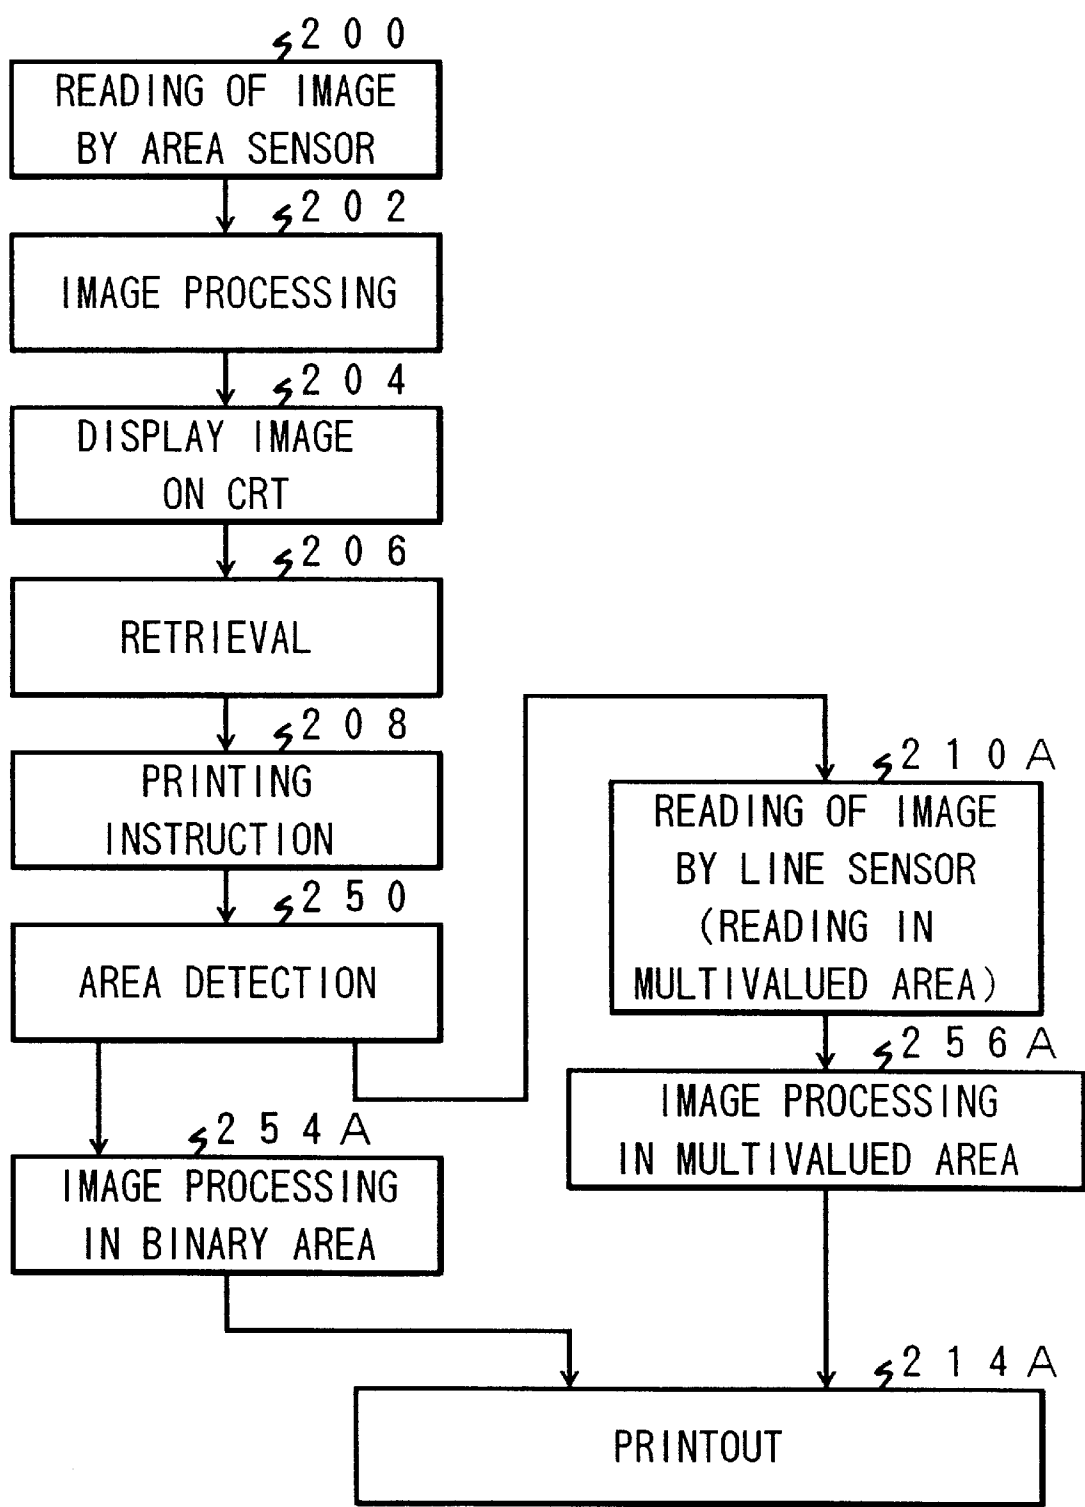 200
READING OF IMAGE
BY AREA SENSOR
202
IMAGE PROCESSING
204
DISPLAY IMAGE
ON CRT
206
RETRIEVAL
208
PRINTING
INSTRUCTION
250
AREA DETECTION
210A
READING OF IMAGE
BY LINE SENSOR
(READING IN
MULTIVALUED AREA)
256A
IMAGE PROCESSING
IN MULTIVALUED AREA
254A
IMAGE PROCESSING
IN BINARY AREA
214A
PRINTOUT